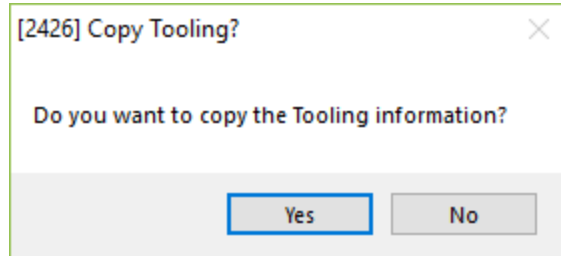 [2426] Copy Tooling?
Do you want to copy the Tooling information?
Yes
No